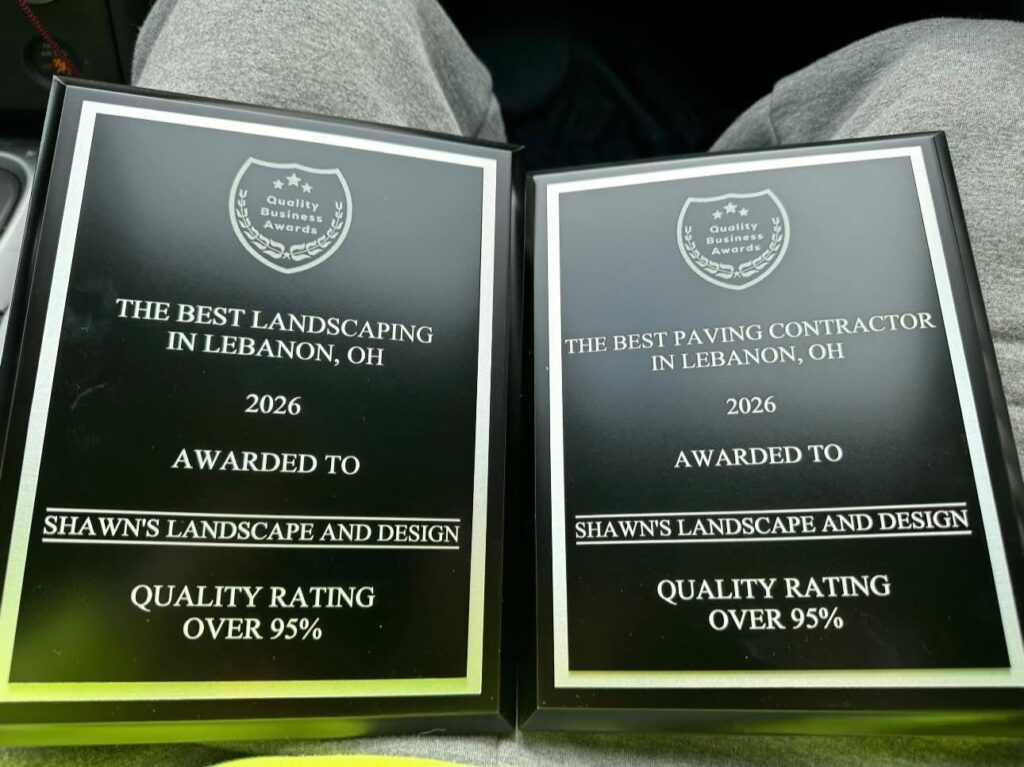 Quality
Business
Awards
THE BEST LANDSCAPING
IN LEBANON, OH
2026
AWARDED TO
SHAWN'S LANDSCAPE AND DESIGN
QUALITY RATING
OVER 95%
Quality
Business
Awards
THE BEST PAVING CONTRACTOR
IN LEBANON, OH
2026
AWARDED TO
SHAWN'S LANDSCAPE AND DESIGN
QUALITY RATING
OVER 95%